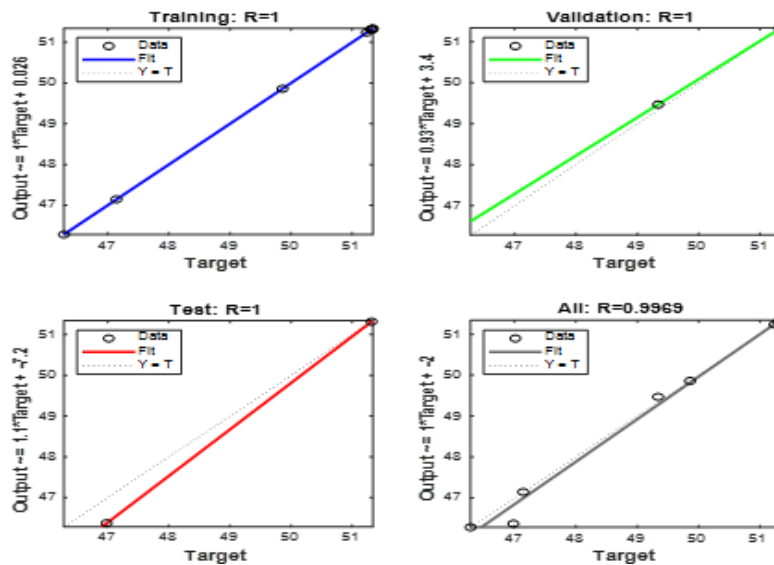 Training: R=1
Data
Fit
Y = T
Output ~= 1*Target + 0.026
51
50
49
48
47
47 48 49 50 51
Target
Validation: R=1
Data
Fit
Y = T
Output ~= 0.93*Target + 3.4
51
50
49
48
47
47 48 49 50 51
Target
Test: R=1
Data
Fit
Y = T
Output ~= 1.1*Target + -7.2
51
50
49
48
47
47 48 49 50 51
Target
All: R=0.9969
Data
Fit
Y = T
Output ~= 1*Target + -2
51
50
49
48
47
47 48 49 50 51
Target